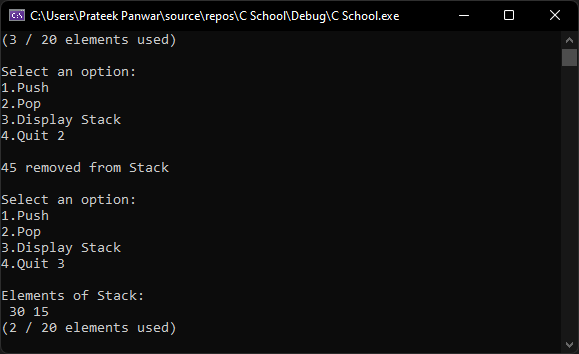 C:\Users\Prateek Panwar\source\repos\C School\Debug\C School.exe
(3 / 20 elements used)
Select an option:
1.Push
2.Pop
3.Display Stack
4.Quit 2
45 removed from Stack
Select an option:
1.Push
2.Pop
3.Display Stack
4.Quit 3
Elements of Stack:
30 15
(2 / 20 elements used)